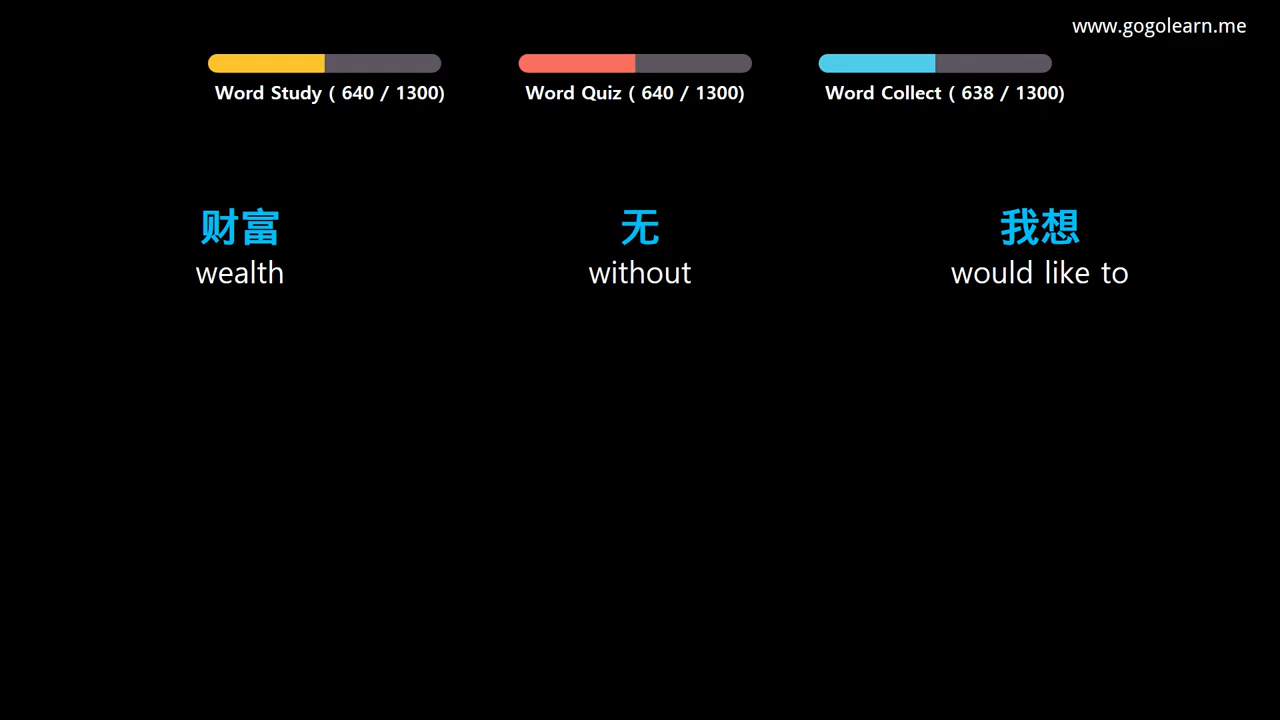 www.gogolearn.me
Word Study ( 640 / 1300)
Word Quiz ( 640 / 1300)
Word Collect ( 638 / 1300)
财富
wealth
无
without
我想
would like to